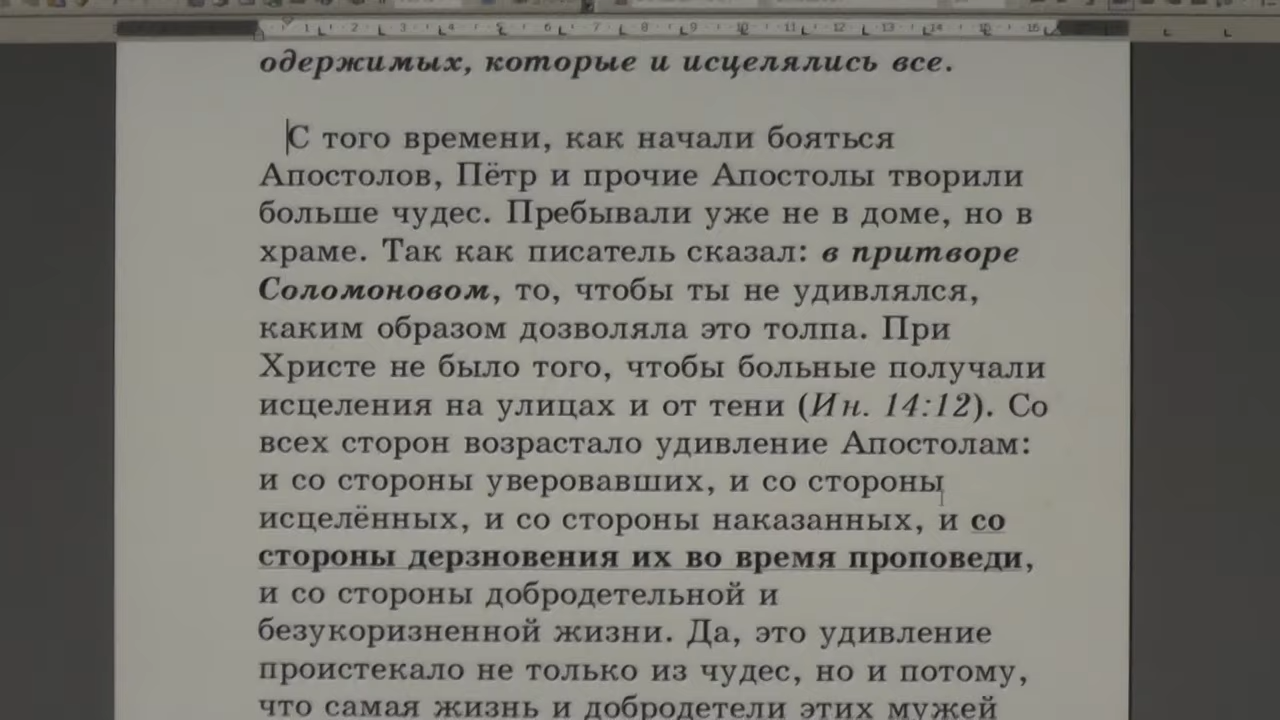 одержимых, которые и исцелялись все.
С того времени, как начали бояться
Апостолов, Пётр и прочие Апостолы творили
больше чудес. Пребывали уже не в доме, но в
храме. Так как писатель сказал: в притворе
Соломоновом, то, чтобы ты не удивлялся,
каким образом дозволяла это толпа. При
Христе не было того, чтобы больные получали
исцеления на улицах и от тени (Ин. 14:12). Со
всех сторон возрастало удивление Апостолам:
и со стороны уверовавших, и со стороны
исцелённых, и со стороны наказанных, и со
стороны дерзновения их во время проповеди,
и со стороны добродетельной и
безукоризненной жизни. Да, это удивление
проистекало не только из чудес, но и потому,
что самая жизнь и добродетели этих мужей